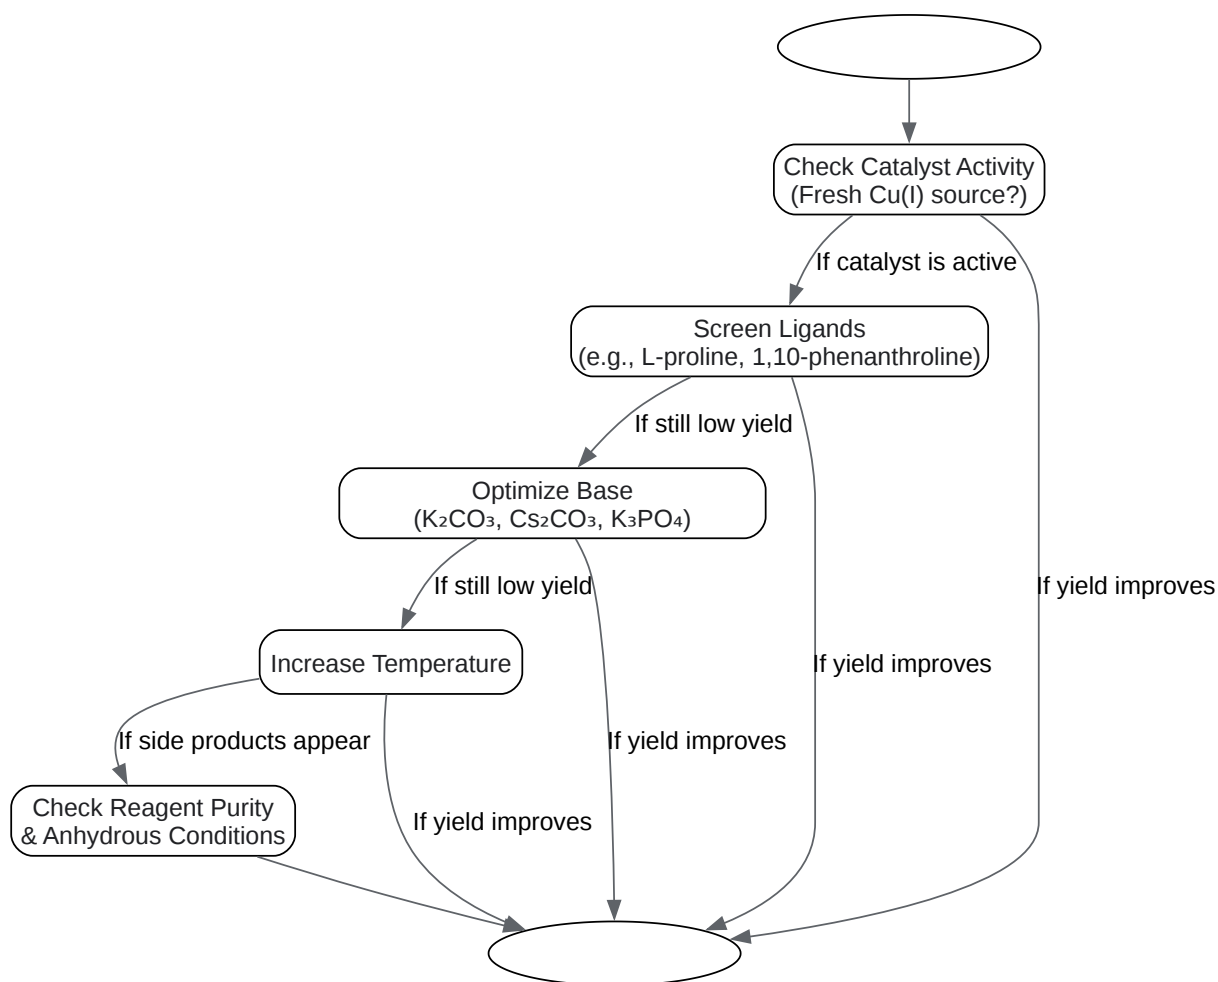 Check Catalyst Activity
(Fresh Cu(I) source?)
If catalyst is active
Screen Ligands
(e.g., L-proline, 1,10-phenanthroline)
If still low yield
Optimize Base
(K₂CO₃, Cs₂CO₃, K₃PO₄)
If still low yield
If yield improves
Increase Temperature
If yield improves
If side products appear
If yield improves
Check Reagent Purity
& Anhydrous Conditions
If yield improves